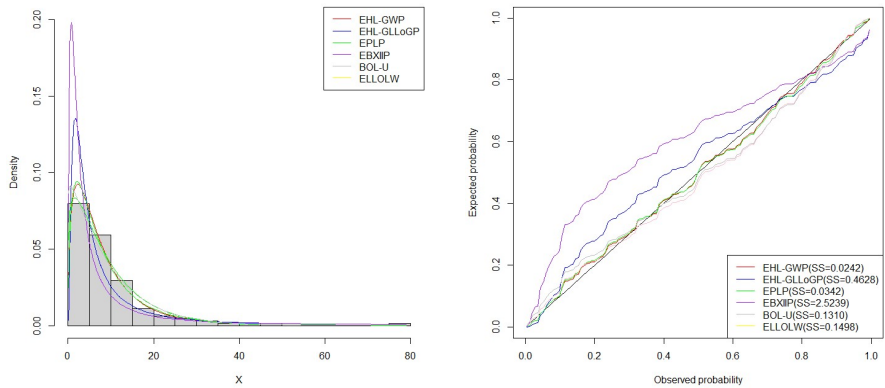 EHL-GWP
EHL-GLLoGP
EPLP
EBXIIP
BOL-U
ELLOLW
Density
0.00
0.05
0.10
0.15
0.20
0
20
40
60
80
X
Expected probability
0.0
0.2
0.4
0.6
0.8
1.0
EHL-GWP(SS=0.0242)
EHL-GLLoGP(SS=0.4628)
EPLP(SS=0.0342)
EBXIIP(SS=2.5239)
BOL-U(SS=0.1310)
ELLOLW(SS=0.1498)
0.0
0.2
0.4
0.6
0.8
1.0
Observed probability